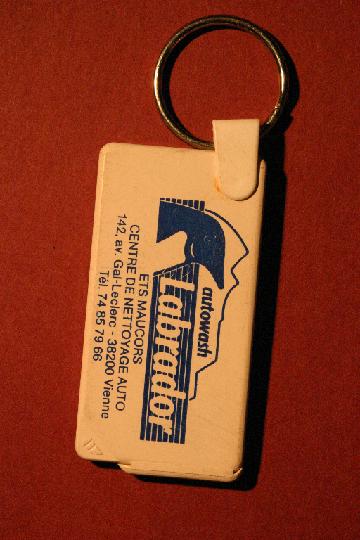 autowash
Labrador
ETS MAUCORS
CENTRE DE NETTOYAGE AUTO
142, av. Gal-Leclerc - 38200 Vienne
Tél. 74 85 79 66